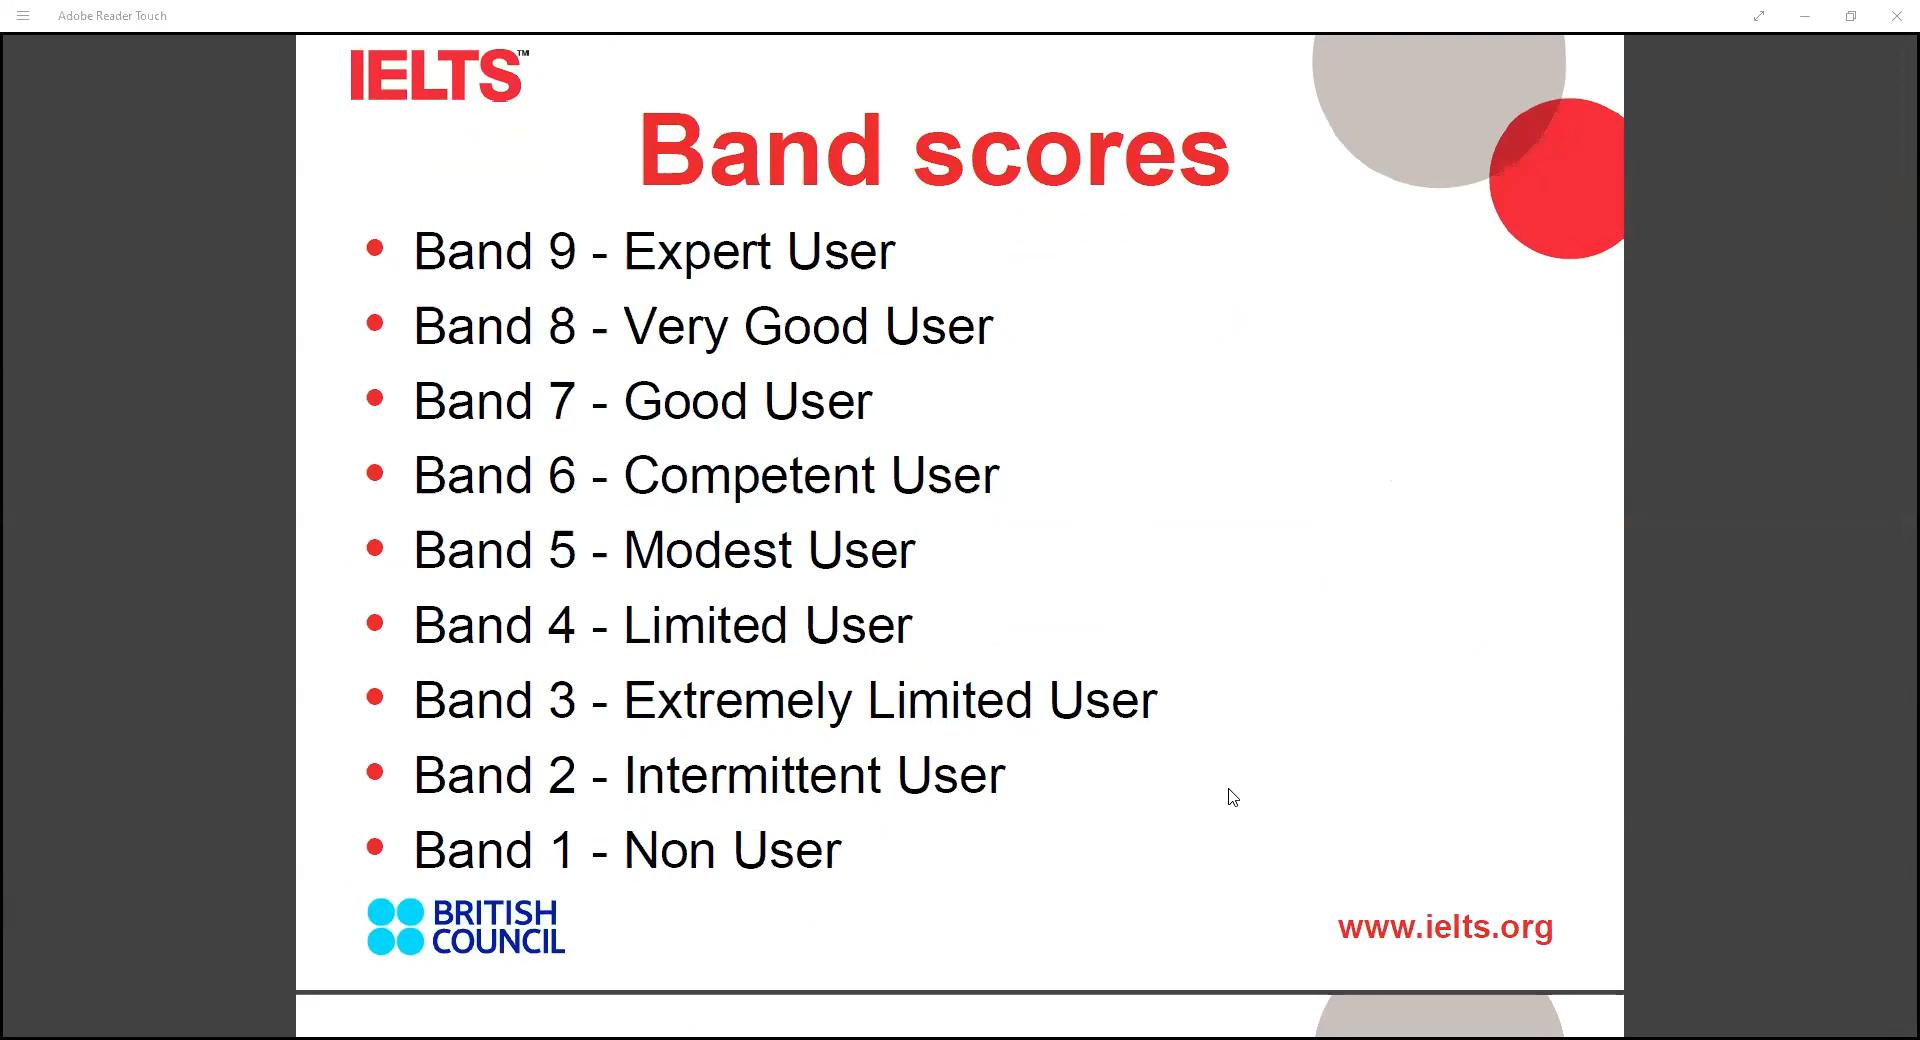 Adobe Reader Touch
IELTS™
Band scores
• Band 9 - Expert User
• Band 8 - Very Good User
• Band 7 - Good User
• Band 6 - Competent User
• Band 5 - Modest User
• Band 4 - Limited User
• Band 3 - Extremely Limited User
• Band 2 - Intermittent User
• Band 1 - Non User
BRITISH
COUNCIL
www.ielts.org